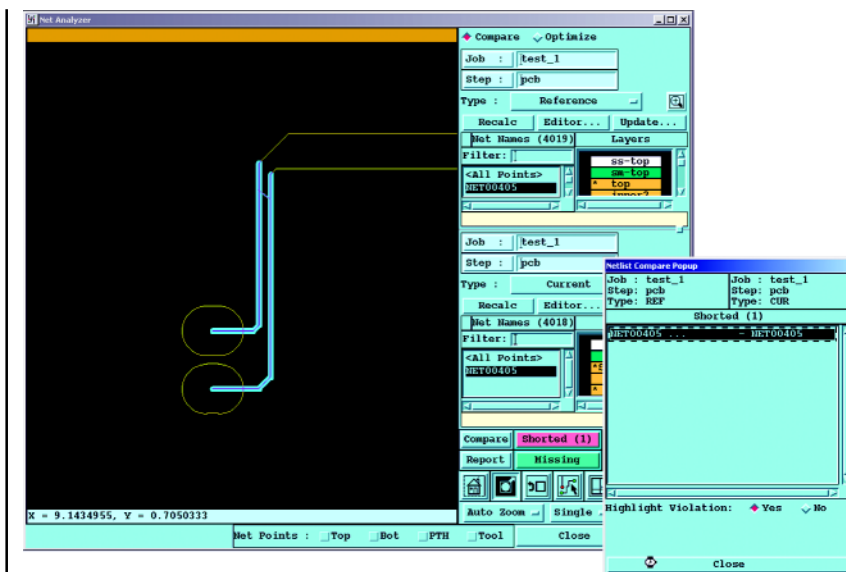 Net Analyzer
Compare Optimize
Job : test_1
Step : pcb
Type : Reference
Recalc Editor... Update...
Net Names (4019) Layers
Filter:
<All Points>
NET00405
ss-top
sm-top
* top
inner2
Job : test_1
Step : pcb
Type : Current
Recalc Editor...
Net Names (4018)
Filter:
<All Points>
NET00405
Compare Shorted (1)
Report Missing
Auto Zoom Single
X = 9.1434955, Y = 0.7050333
Net Points : Top Bot PTH Tool Close
Netlist Compare Popup
Job : test_1 Job : test_1
Step: pcb Step: pcb
Type: REF Type: CUR
Shorted (1)
NET00405 ... - NET00405
Highlight Violation: Yes No
Close